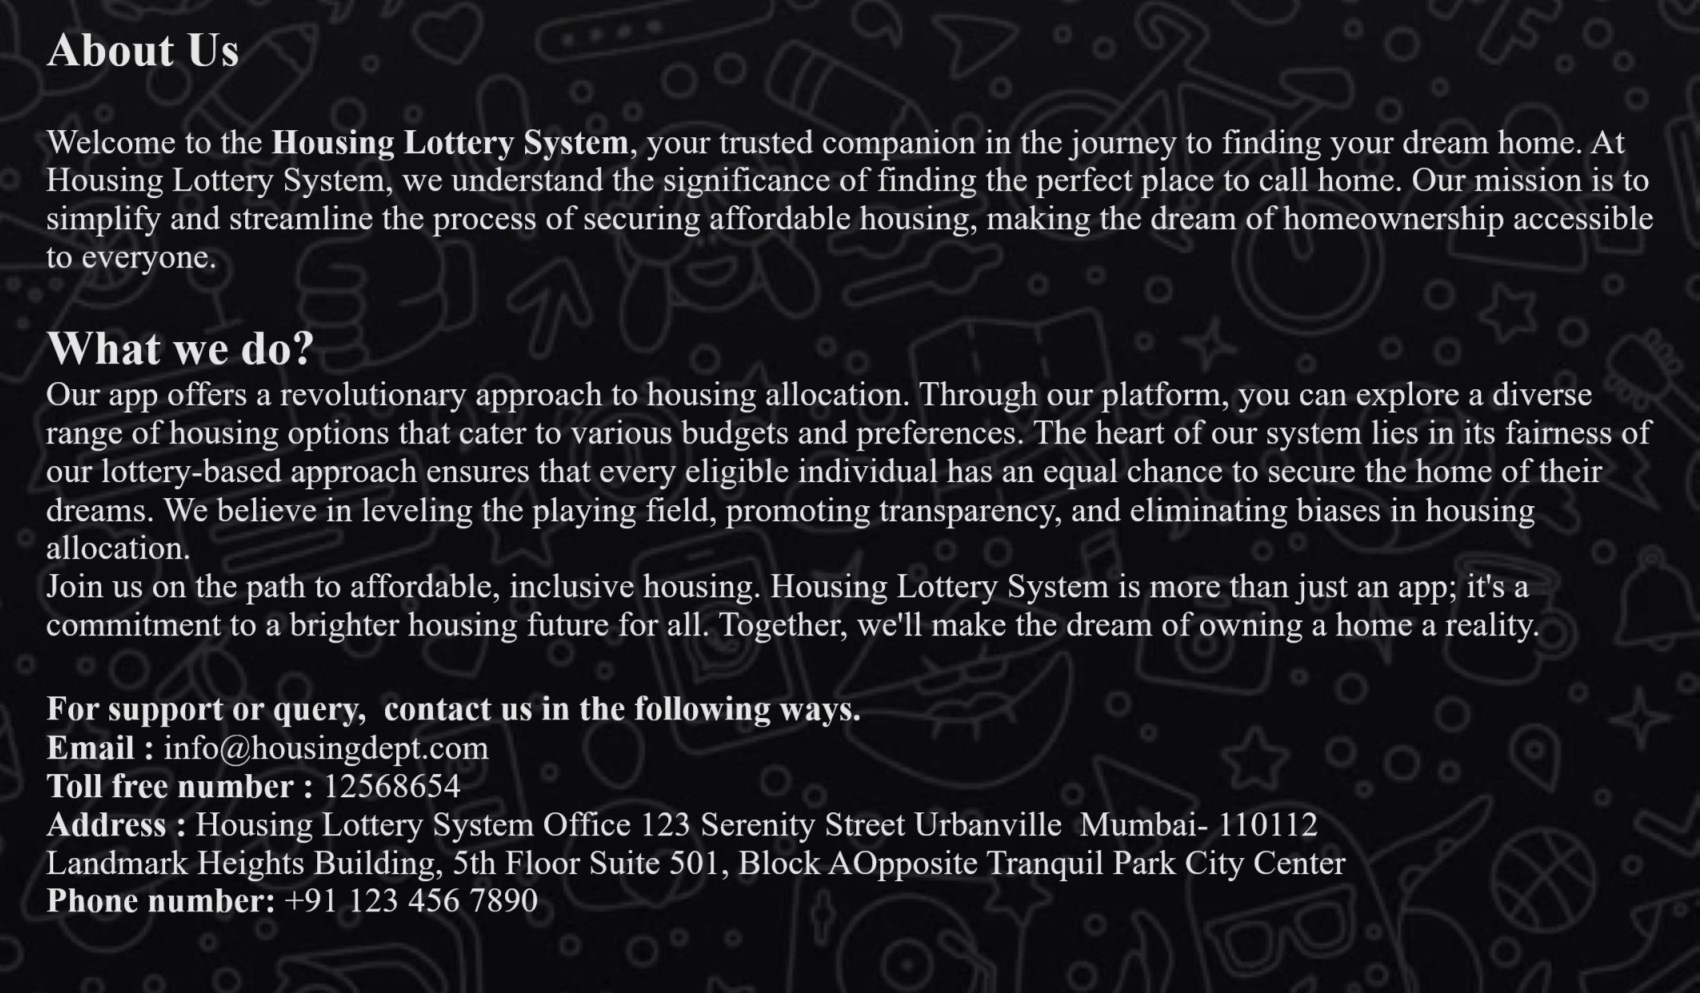 About Us
Welcome to the Housing Lottery System, your trusted companion in the journey to finding your dream home. At
Housing Lottery System, we understand the significance of finding the perfect place to call home. Our mission is to
simplify and streamline the process of securing affordable housing, making the dream of homeownership accessible
to everyone.
What we do?
Our app offers a revolutionary approach to housing allocation. Through our platform, you can explore a diverse
range of housing options that cater to various budgets and preferences. The heart of our system lies in its fairness of
our lottery-based approach ensures that every eligible individual has an equal chance to secure the home of their
dreams. We believe in leveling the playing field, promoting transparency, and eliminating biases in housing
allocation.
Join us on the path to affordable, inclusive housing. Housing Lottery System is more than just an app; it's a
commitment to a brighter housing future for all. Together, we'll make the dream of owning a home a reality.
For support or query,  contact us in the following ways.
Email : info@housingdept.com
Toll free number : 12568654
Address : Housing Lottery System Office 123 Serenity Street Urbanville  Mumbai- 110112
Landmark Heights Building, 5th Floor Suite 501, Block AOpposite Tranquil Park City Center
Phone number: +91 123 456 7890